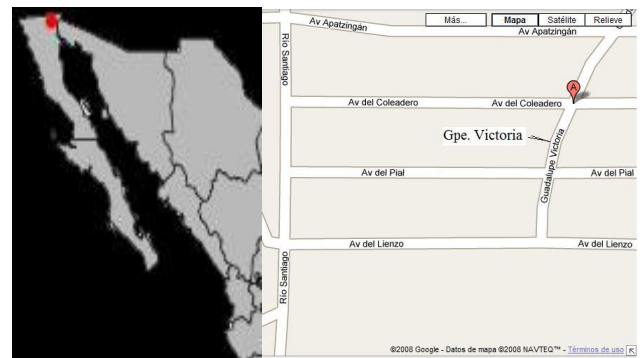 Av Apatzingán
Más...
Mapa
Satélite
Relieve
Av Apatzingán
Río Santiago
Av del Coleadero
Av del Coleadero
Gpe. Victoria
Guadalupe Victoria
Av del Pial
Av del Pial
Av del Lienzo
Av del Lienzo
Río Santiago
©2008 Google - Datos de mapa ©2008 NAVTEQ™ - Términos de uso
A